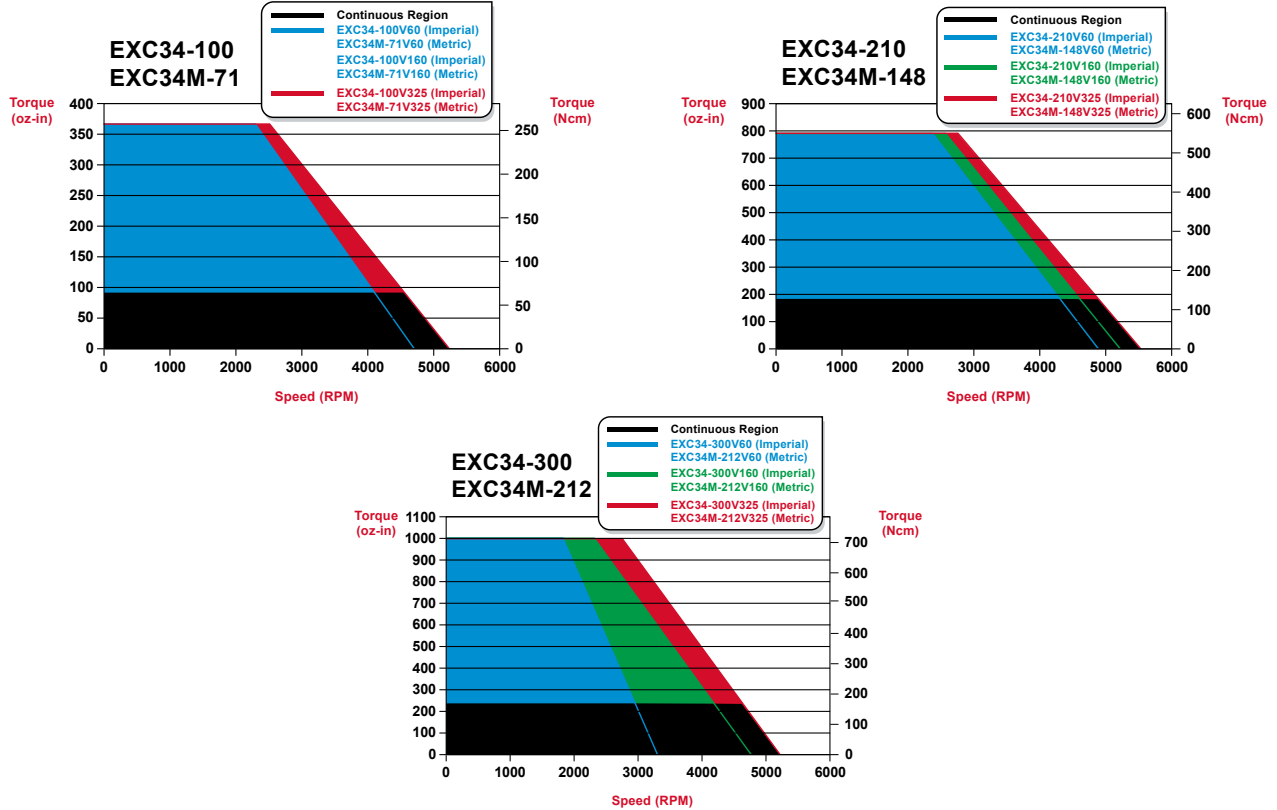 EXC34-100
EXC34M-71
Continuous Region
EXC34-100V60 (Imperial)
EXC34M-71V60 (Metric)
EXC34-100V160 (Imperial)
EXC34M-71V160 (Metric)
EXC34-100V325 (Imperial)
EXC34M-71V325 (Metric)
Torque
(oz-in)
400
350
300
250
200
150
100
50
0
Torque
(Ncm)
250
200
150
100
50
0
0 1000 2000 3000 4000 5000 6000
Speed (RPM)
EXC34-210
EXC34M-148
Continuous Region
EXC34-210V60 (Imperial)
EXC34M-148V60 (Metric)
EXC34-210V160 (Imperial)
EXC34M-148V160 (Metric)
EXC34-210V325 (Imperial)
EXC34M-148V325 (Metric)
Torque
(oz-in)
900
800
700
600
500
400
300
200
100
0
Torque
(Ncm)
600
500
400
300
200
100
0
0 1000 2000 3000 4000 5000 6000
Speed (RPM)
EXC34-300
EXC34M-212
Continuous Region
EXC34-300V60 (Imperial)
EXC34M-212V60 (Metric)
EXC34-300V160 (Imperial)
EXC34M-212V160 (Metric)
EXC34-300V325 (Imperial)
EXC34M-212V325 (Metric)
Torque
(oz-in)
1100
1000
900
800
700
600
500
400
300
200
100
0
Torque
(Ncm)
700
600
500
400
300
200
100
0
0 1000 2000 3000 4000 5000 6000
Speed (RPM)